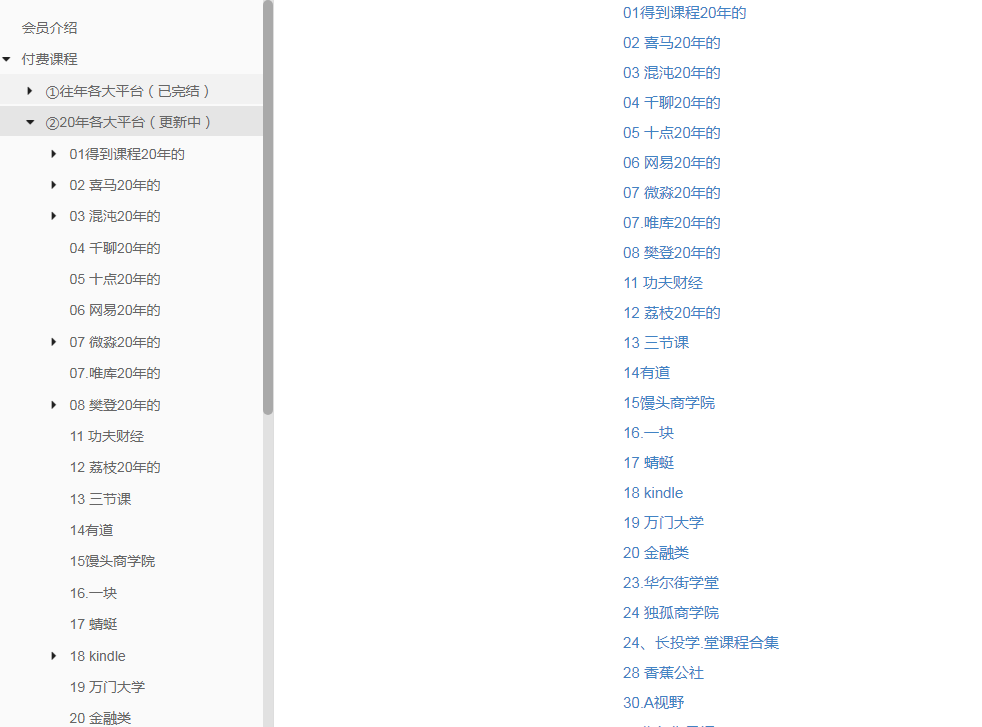 会员介绍
付费课程
①往年各大平台（已完结）
②20年各大平台（更新中）
01得到课程20年的
02 喜马20年的
03 混沌20年的
04 千聊20年的
05 十点20年的
06 网易20年的
07 微淼20年的
07.唯库20年的
08 樊登20年的
11 功夫财经
12 荔枝20年的
13 三节课
14有道
15馒头商学院
16.一块
17 蜻蜓
18 kindle
19 万门大学
20 金融类
01得到课程20年的
02 喜马20年的
03 混沌20年的
04 千聊20年的
05 十点20年的
06 网易20年的
07 微淼20年的
07.唯库20年的
08 樊登20年的
11 功夫财经
12 荔枝20年的
13 三节课
14有道
15馒头商学院
16.一块
17 蜻蜓
18 kindle
19 万门大学
20 金融类
23.华尔街学堂
24 独孤商学院
24、长投学.堂课程合集
28 香蕉公社
30.A视野